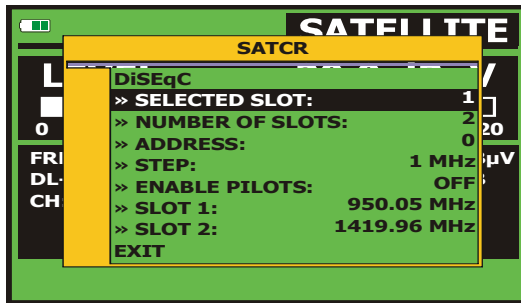 SATELLITE
SATCR
DiSEqC
» SELECTED SLOT: 1
» NUMBER OF SLOTS: 2
» ADDRESS: 0
» STEP: 1 MHz
» ENABLE PILOTS: OFF
» SLOT 1: 950.05 MHz
» SLOT 2: 1419.96 MHz
EXIT
0
20
FR
µV
DL-
CH